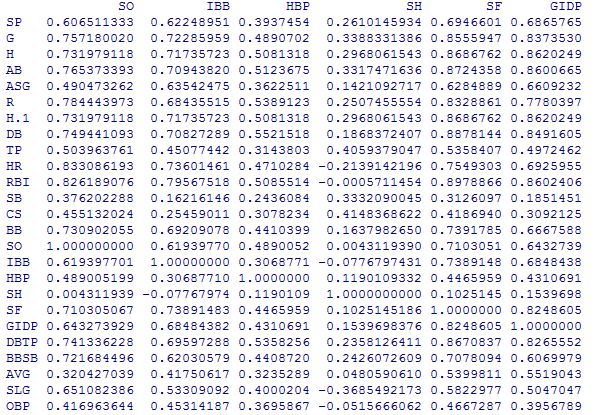 SO IBB HBP SH SF GIDP
SP 0.606511333 0.62248951 0.3937454 0.2610145934 0.6946601 0.6865765
G 0.757180020 0.72285959 0.4890702 0.3388331386 0.8555947 0.8373530
H 0.731979118 0.71735723 0.5081318 0.2968061543 0.8686762 0.8620249
AB 0.765373393 0.70943820 0.5123675 0.3317471636 0.8724358 0.8600665
ASG 0.490473262 0.63542475 0.3622511 0.1421092717 0.6284889 0.6609232
R 0.784443973 0.68435515 0.5389123 0.2507455554 0.8328861 0.7780397
H.1 0.731979118 0.71735723 0.5081318 0.2968061543 0.8686762 0.8620249
DB 0.749441093 0.70827289 0.5521518 0.1868372407 0.8878144 0.8491605
TP 0.503963761 0.45077442 0.3143803 0.4059379047 0.5358407 0.4972462
HR 0.833086193 0.73601461 0.4710284 -0.2139142196 0.7549303 0.6925955
RBI 0.826189076 0.79567518 0.5085514 -0.0005711454 0.8978866 0.8602406
SB 0.376202288 0.16216146 0.2436084 0.3332090045 0.3126097 0.1851451
CS 0.455132024 0.25459011 0.3078234 0.4148368622 0.4186940 0.3092125
BB 0.730902055 0.69209078 0.4410399 0.1637982650 0.7391785 0.6667588
SO 1.000000000 0.61939770 0.4890052 0.0043119390 0.7103051 0.6432739
IBB 0.619397701 1.00000000 0.3068771 -0.0776797431 0.7389148 0.6848438
HBP 0.489005199 0.30687710 1.0000000 0.1190109332 0.4465959 0.4310691
SH 0.004311939 -0.07767974 0.1190109 1.0000000000 0.1025145 0.1539698
SF 0.710305067 0.73891483 0.4465959 0.1025145186 1.0000000 0.8248605
GIDP 0.643273929 0.68484382 0.4310691 0.1539698376 0.8248605 1.0000000
DBTP 0.741336228 0.69597288 0.5358256 0.2358126411 0.8670837 0.8265552
BBSB 0.721684496 0.62030579 0.4408720 0.2426072609 0.7078094 0.6069979
AVG 0.320427039 0.41750617 0.3235289 0.0480590610 0.5399811 0.5519043
SLG 0.651082386 0.53309092 0.4000204 -0.3685492173 0.5822977 0.5047047
OBP 0.416963644 0.45314187 0.3695867 -0.0515666062 0.4667287 0.3956789